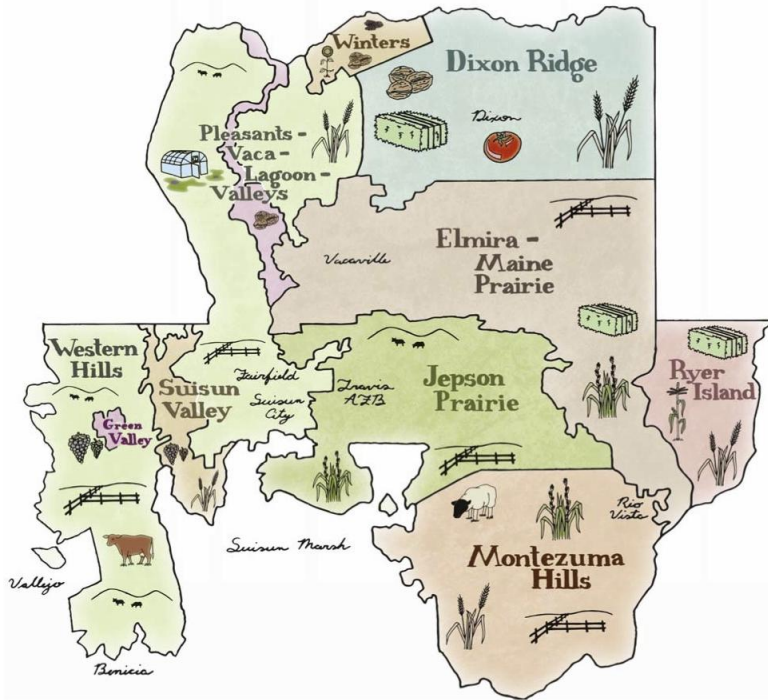 Winters
Dixon Ridge
Dixon
Pleasants -
Vaca -
Lagoon -
Valleys
Elmira -
Maine
Prairie
Vacaville
Western
Hills
Suisun
Valley
Fairfield
Suisun
City
Travis
AFB
Jepson
Prairie
Ryer
Island
Green
Valley
Rio
Vista
Suisun Marsh
Montezuma
Hills
Vallejo
Benicia